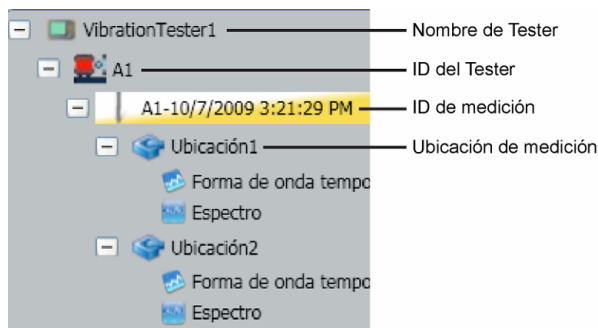 VibrationTester1 Nombre de Tester
A1 ID del Tester
A1-10/7/2009 3:21:29 PM ID de medición
Ubicación1 Ubicación de medición
Forma de onda tempo
Espectro
Ubicación2
Forma de onda tempo
Espectro